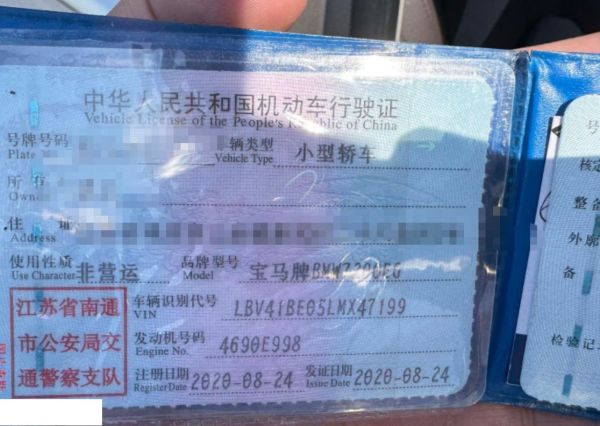 中华人民共和国机动车行驶证
Vehicle License of the People's Republic of China
号牌号码 车辆类型 小型轿车
Plate Vehicle Type
所有
Owner
住址
Address
使用性质 非营运 品牌型号 宝马牌
Use Character Model
江苏省南通
市公安局交
通警察支队
车辆识别代号 LBV41BE05LMX47199
VIN
发动机号码 4690E998
Engine No.
注册日期 2020-08-24 发证日期 2020-08-24
Register Date Issue Date
号
核定
整备
外廓
备
检验记